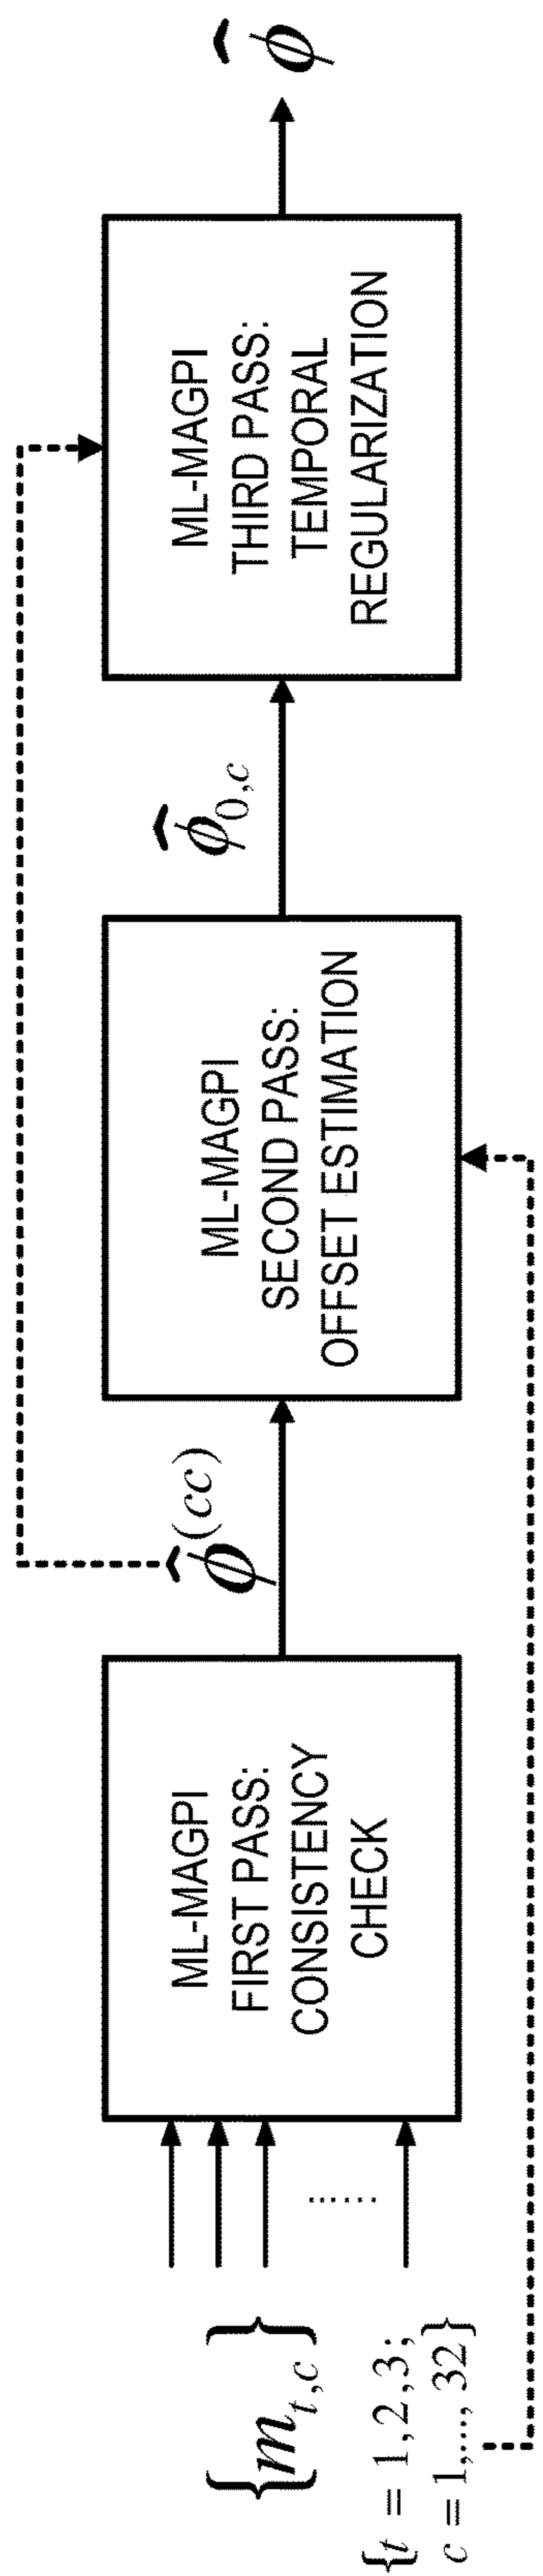 {m_{t,c}}
{t = 1,2,3;
c = 1,..., 32}
ML-MAGPI
FIRST PASS:
CONSISTENCY
CHECK
ϕ̂^{(cc)}
ML-MAGPI
SECOND PASS:
OFFSET ESTIMATION
ϕ̂_{0,c}
ML-MAGPI
THIRD PASS:
TEMPORAL
REGULARIZATION
ϕ̂